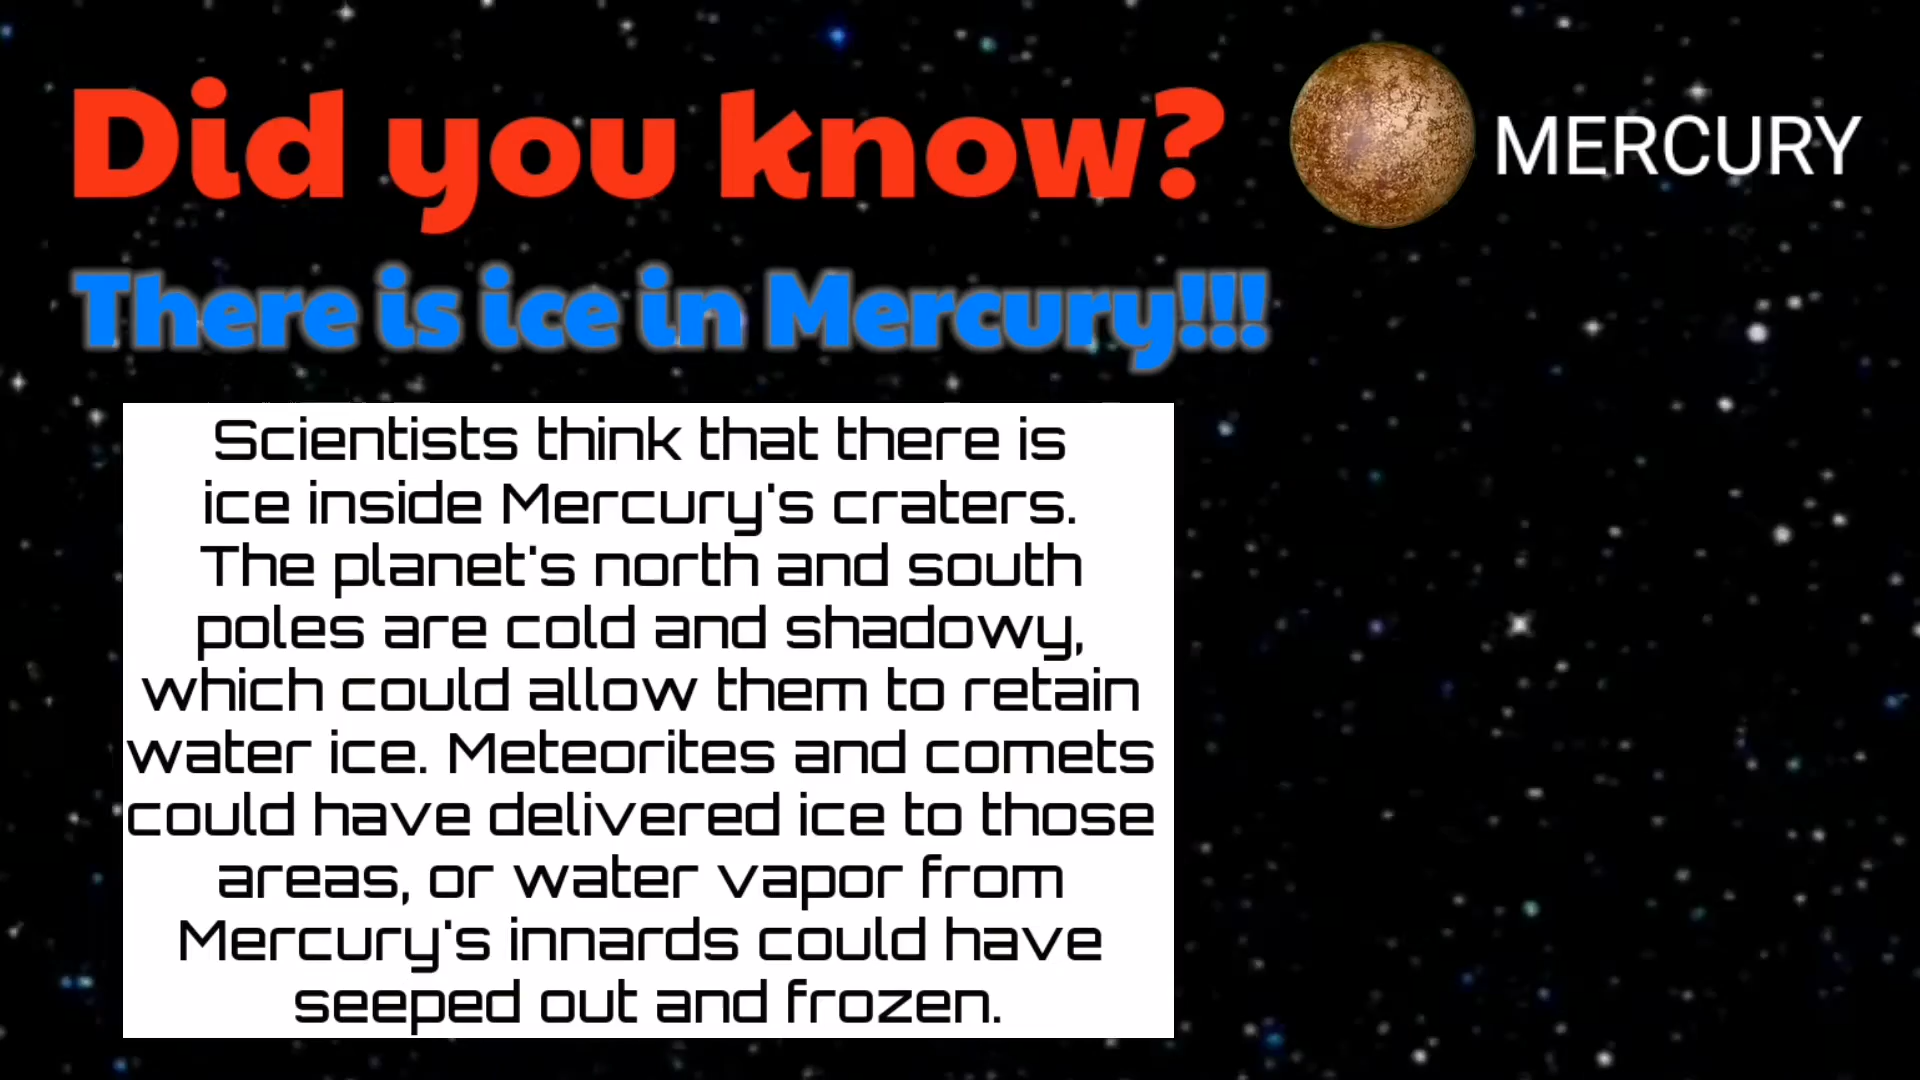 Did you know?
MERCURY
There is ice in Mercury!!!
Scientists think that there is
ice inside Mercury's craters.
The planet's north and south
poles are cold and shadowy,
which could allow them to retain
water ice. Meteorites and comets
could have delivered ice to those
areas, or water vapor from
Mercury's innards could have
seeped out and frozen.